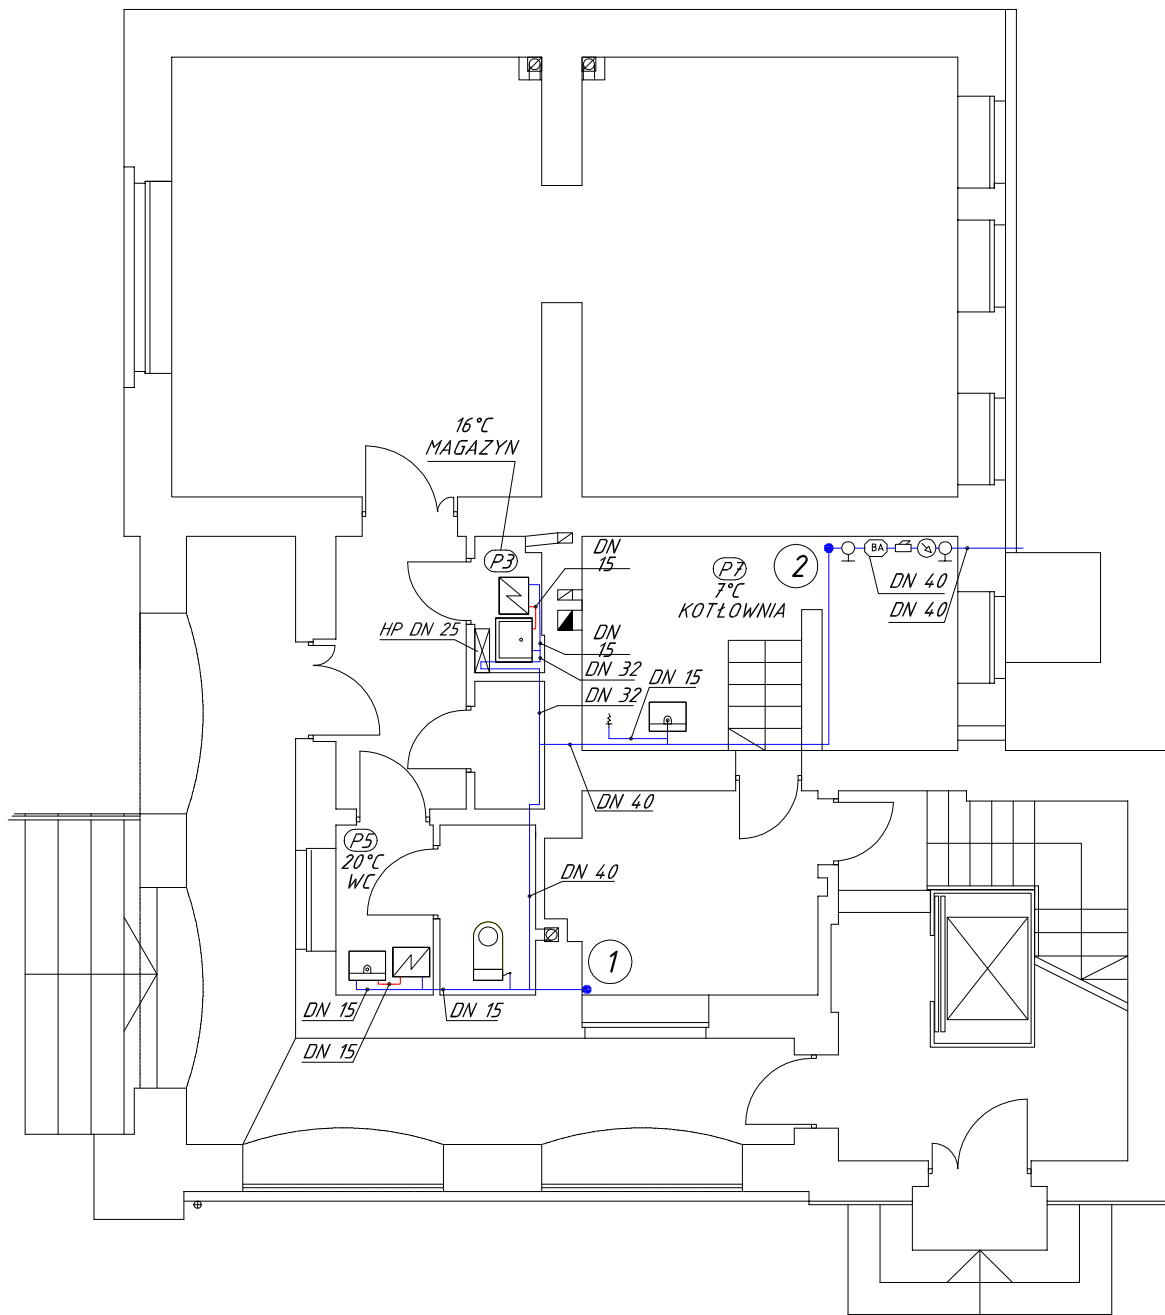 16°C
MAGAZYN
P3
DN
15
P7
7°C
KOTŁOWNIA
2
BA
DN 40
DN 40
HP DN 25
DN
15
DN 32
DN 32
DN 15
DN 40
P5
20°C
WC
DN 40
1
DN 15
DN 15
DN 15